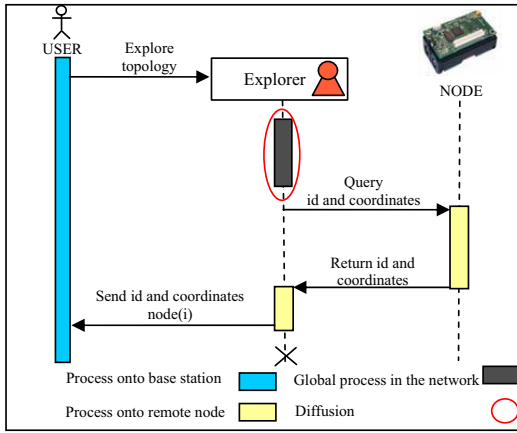 USER
Explore
topology
Explorer
NODE
Query
id and coordinates
Return id and
coordinates
Send id and coordinates
node(i)
Process onto base station
Global process in the network
Process onto remote node
Diffusion